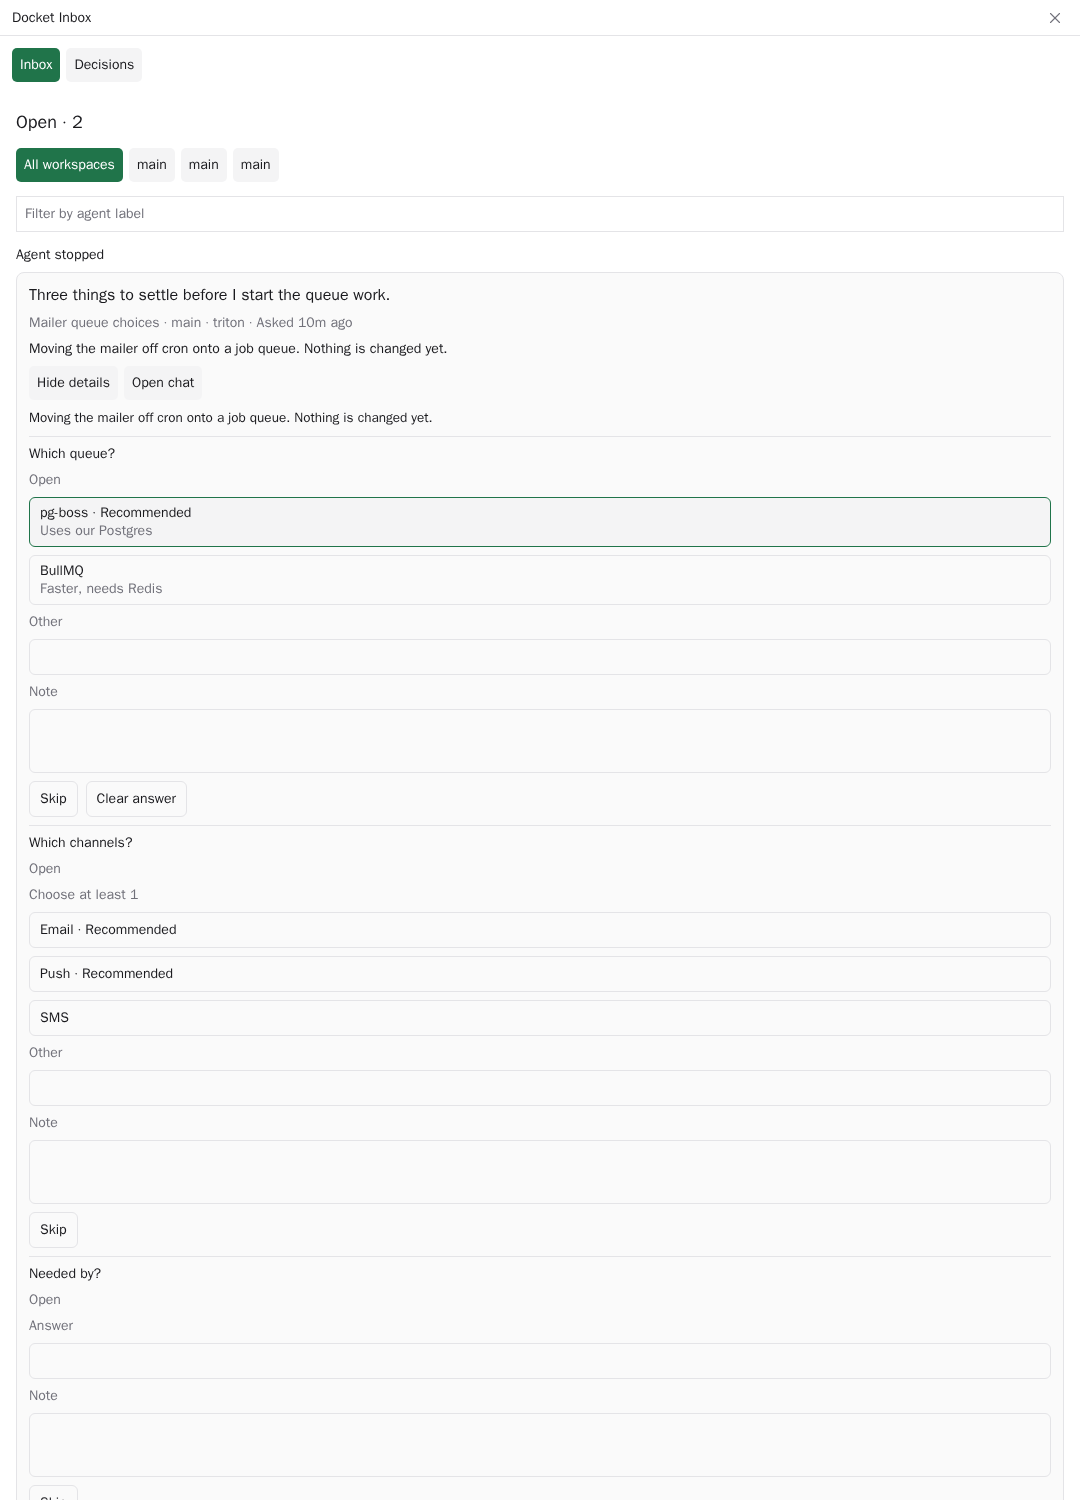 Docket Inbox
Inbox Decisions
Open · 2
All workspaces main main main
Filter by agent label
Agent stopped
Three things to settle before I start the queue work.
Mailer queue choices · main · triton · Asked 10m ago
Moving the mailer off cron onto a job queue. Nothing is changed yet.
Hide details Open chat
Moving the mailer off cron onto a job queue. Nothing is changed yet.
Which queue?
Open
pg-boss · Recommended
Uses our Postgres
BullMQ
Faster, needs Redis
Other
Note
Skip Clear answer
Which channels?
Open
Choose at least 1
Email · Recommended
Push · Recommended
SMS
Other
Note
Skip
Needed by?
Open
Answer
Note